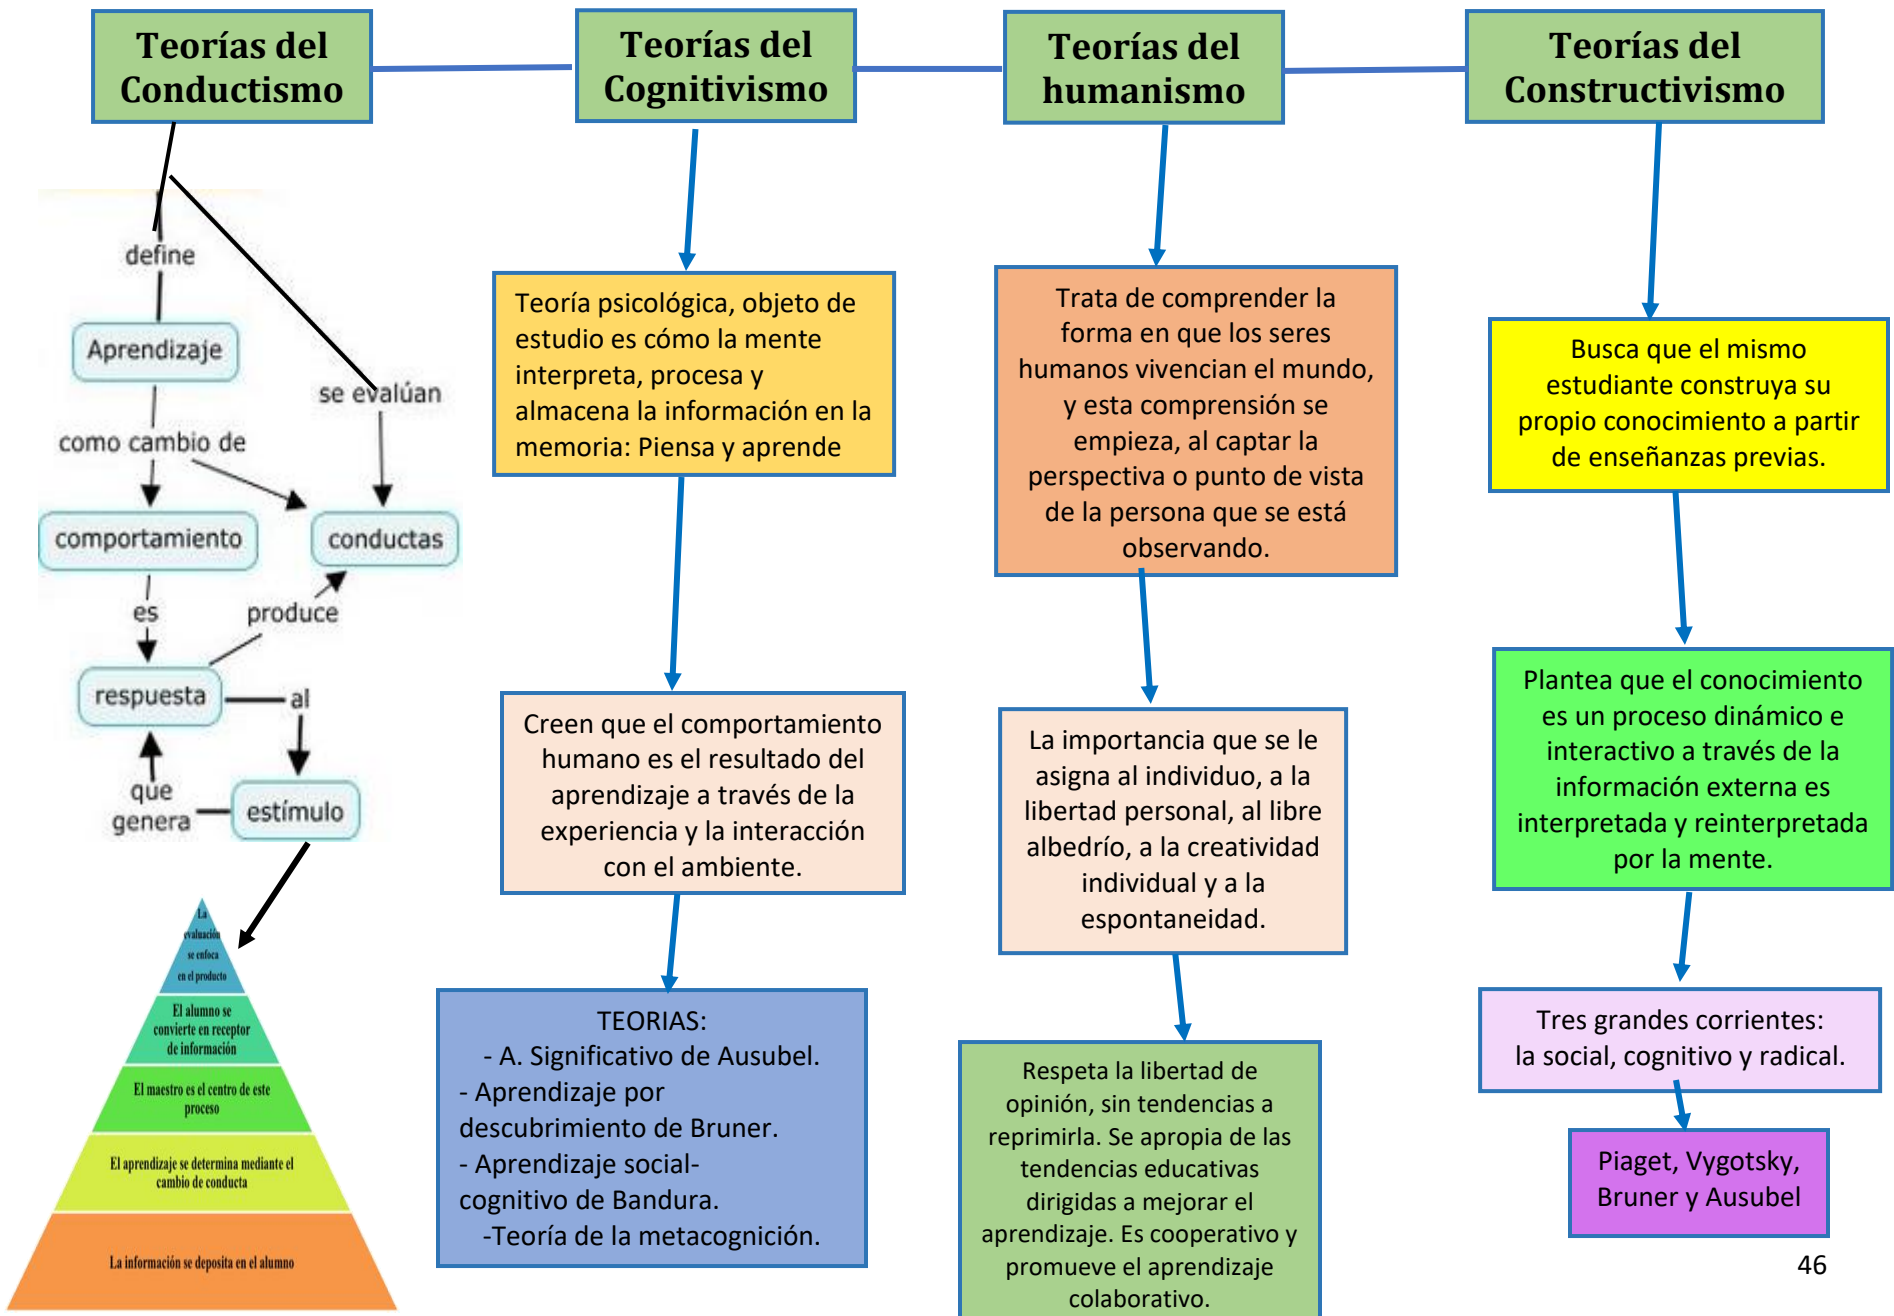 Teorías del
Conductismo
define
Aprendizaje
se evalúan
como cambio de
comportamiento
conductas
es
produce
respuesta
al
que
genera
estímulo
La
evaluación
se enfoca
en el producto
El alumno se
convierte en receptor
de información
El maestro es el centro de este
proceso
El aprendizaje se determina mediante el
cambio de conducta
La información se deposita en el alumno
Teorías del
Cognitivismo
Teoría psicológica, objeto de
estudio es cómo la mente
interpreta, procesa y
almacena la información en la
memoria: Piensa y aprende
Creen que el comportamiento
humano es el resultado del
aprendizaje a través de la
experiencia y la interacción
con el ambiente.
TEORIAS:
- A. Significativo de Ausubel.
- Aprendizaje por
descubrimiento de Bruner.
- Aprendizaje social-
cognitivo de Bandura.
-Teoría de la metacognición.
Teorías del
humanismo
Trata de comprender la
forma en que los seres
humanos vivencian el mundo,
y esta comprensión se
empieza, al captar la
perspectiva o punto de vista
de la persona que se está
observando.
La importancia que se le
asigna al individuo, a la
libertad personal, al libre
albedrío, a la creatividad
individual y a la
espontaneidad.
Respeta la libertad de
opinión, sin tendencias a
reprimirla. Se apropia de las
tendencias educativas
dirigidas a mejorar el
aprendizaje. Es cooperativo y
promueve el aprendizaje
colaborativo.
Teorías del
Constructivismo
Busca que el mismo
estudiante construya su
propio conocimiento a partir
de enseñanzas previas.
Plantea que el conocimiento
es un proceso dinámico e
interactivo a través de la
información externa es
interpretada y reinterpretada
por la mente.
Tres grandes corrientes:
la social, cognitivo y radical.
Piaget, Vygotsky,
Bruner y Ausubel
46